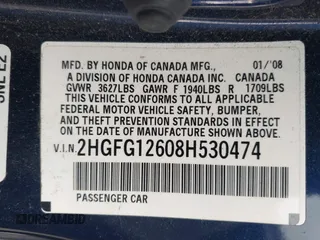 MFD. BY HONDA OF CANADA MFG., 01/'08
A DIVISION OF HONDA CANADA INC. CANADA
GVWR 3627LBS GAWR F 1940LBS R 1709LBS
THIS VEHICLE CONFORMS TO ALL APPLICABLE
FEDERAL MOTOR VEHICLE SAFETY, BUMPER,
AND THEFT PREVENTION STANDARDS IN EFFECT
ON THE DATE OF MANUFACTURE SHOWN ABOVE.
V.I.N. 2HGFG12608H530474
PASSENGER CAR
DREAMBID